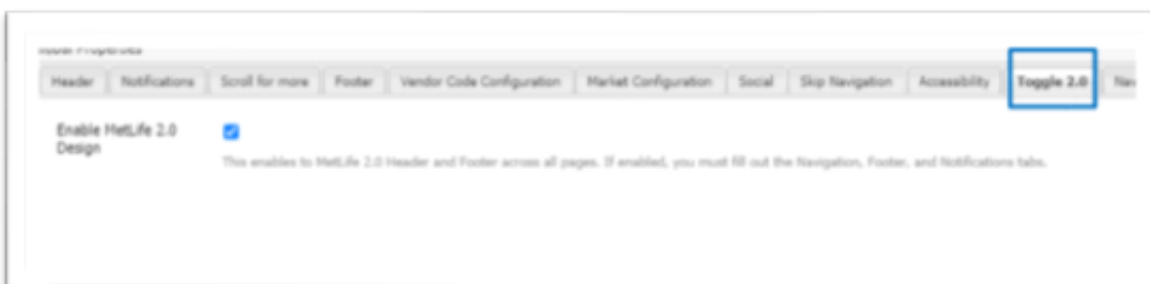 Header Notifications Scroll for more Footer Vendor Code Configuration Market Configuration Social Skip Navigation Accessibility Toggle 2.0 Nav
Enable MetLife 2.0
Design
This enables to MetLife 2.0 Header and Footer across all pages. If enabled, you must fill out the Navigation, Footer, and Notifications tabs.